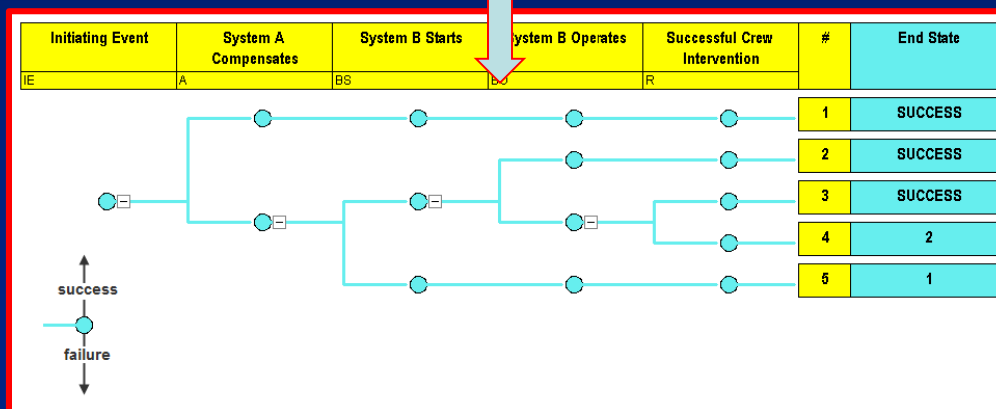 Initiating Event
System A
Compensates
System B Starts
System B Operates
Successful Crew
Intervention
#
End State
IE
A
BS
R
1
SUCCESS
2
SUCCESS
3
SUCCESS
4
2
5
1
success
failure